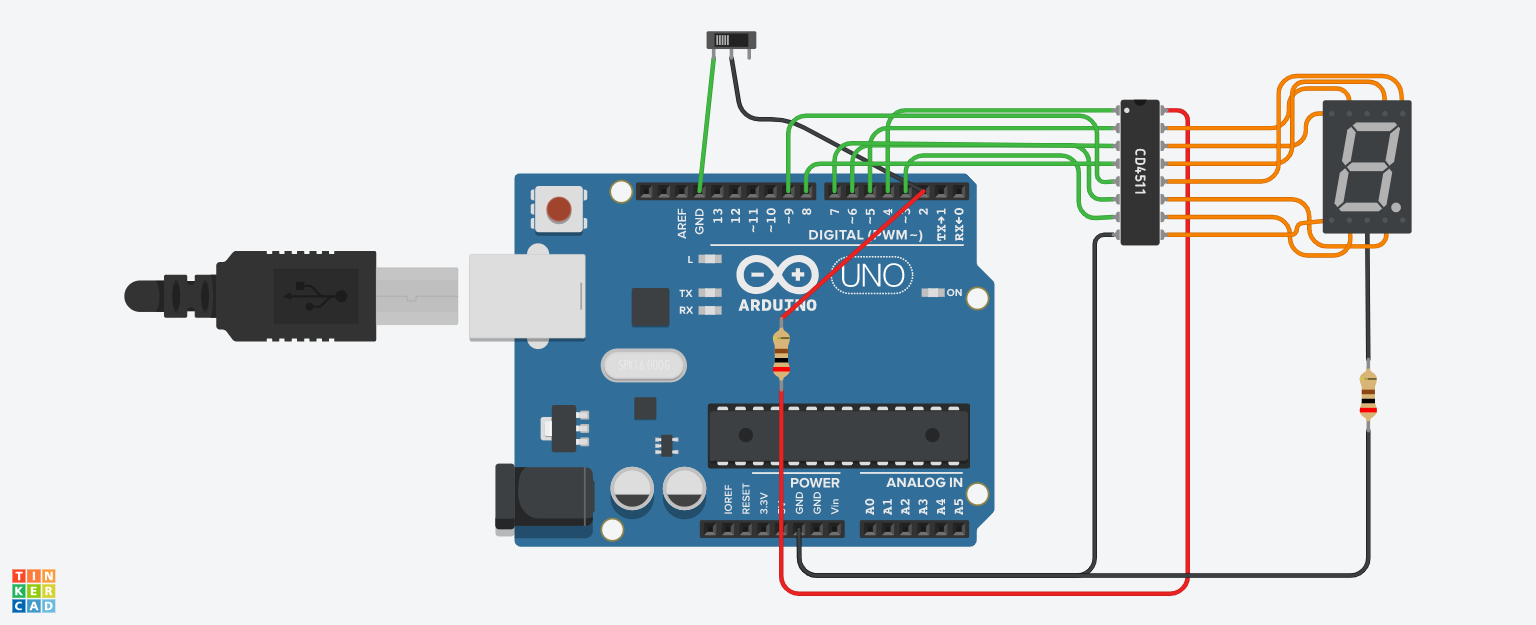 CD4511
AREF
GND
13
12
~11
~10
~9
8
7
~6
~5
4
~3
2
TX→1
RX←0
DIGITAL (PWM~)
L
TX
RX
ARDUINO
UNO
ON
SPK16.000G
POWER
ANALOG IN
IOREF
RESET
3.3V
GND
GND
Vin
A0
A1
A2
A3
A4
A5
TIN
KER
CAD